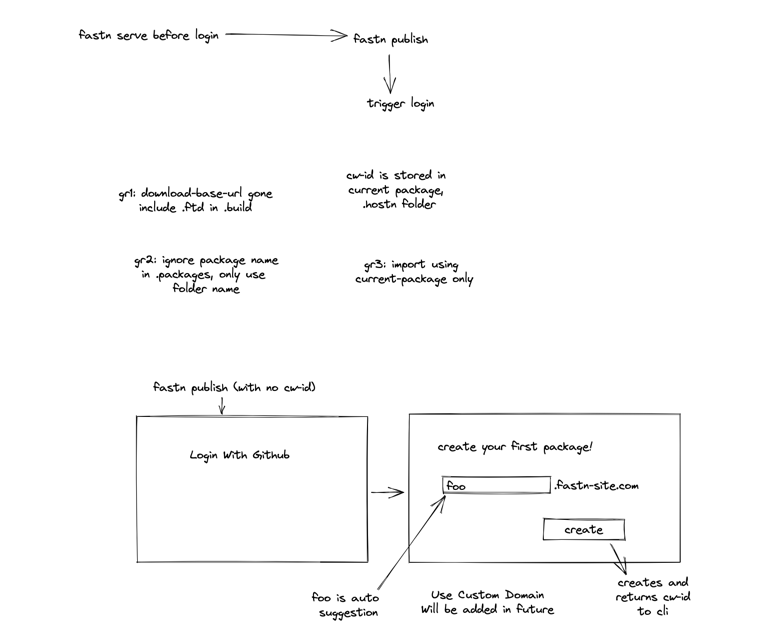 fastn serve before login
fastn publish
trigger login
cw-id is stored in
current package,
.hostn folder
gr1: download-base-url gone
include .ftd in .build
gr2: ignore package name
in .packages, only use
folder name
gr3: import using
current-package only
fastn publish (with no cw-id)
Login With Github
create your first package!
foo
.fastn-site.com
create
foo is auto
suggestion
Use Custom Domain
Will be added in future
creates and
returns cw-id
to cli